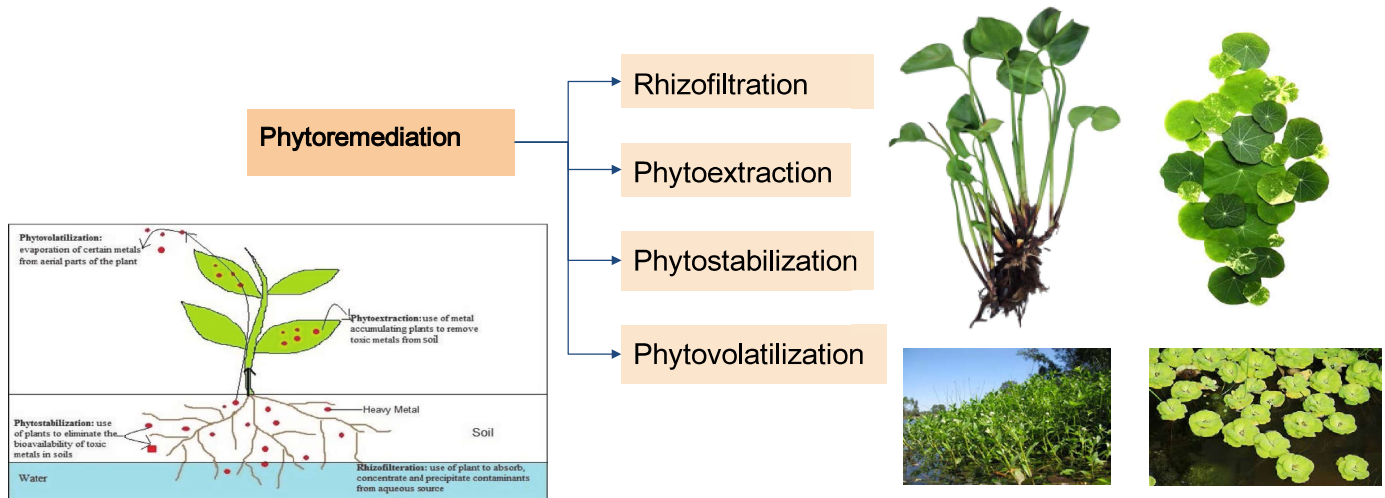 Phytoremediation
Rhizofiltration
Phytoextraction
Phytostabilization
Phytovolatilization
Phytovolatilization:
evaporation of certain metals
from aerial parts of the plant
Phytoextraction: use of metal
accumulating plants to remove
toxic metals from soil
Heavy Metal
Phytostabilization: use
of plants to eliminate the
bioavailability of toxic
metals in soils
Soil
Water
Rhizofilteration: use of plant to absorb,
concentrate and precipitate contaminants
from aqueous source